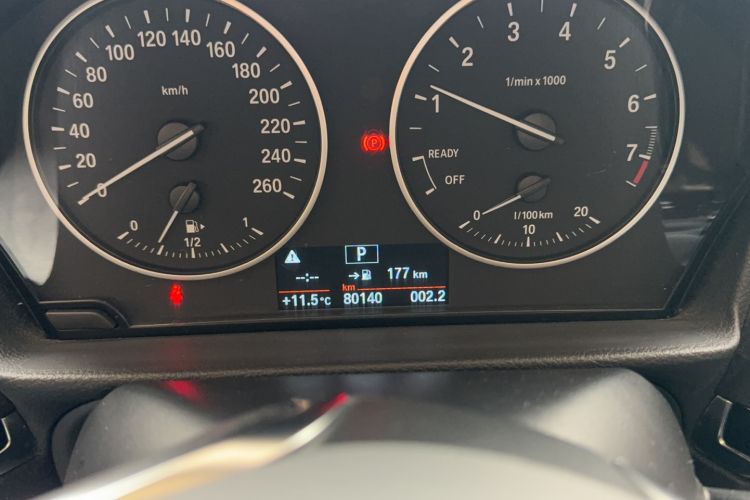 0 20 40 60 80 100 120 140 160 180 200 220 240 260
km/h
0 1/2 1
1 2 3 4 5 6 7
1/min x 1000
READY
OFF
0 10 20
l/100 km
P
P
--:-- 177 km
km
+11.5°C 80140 002.2